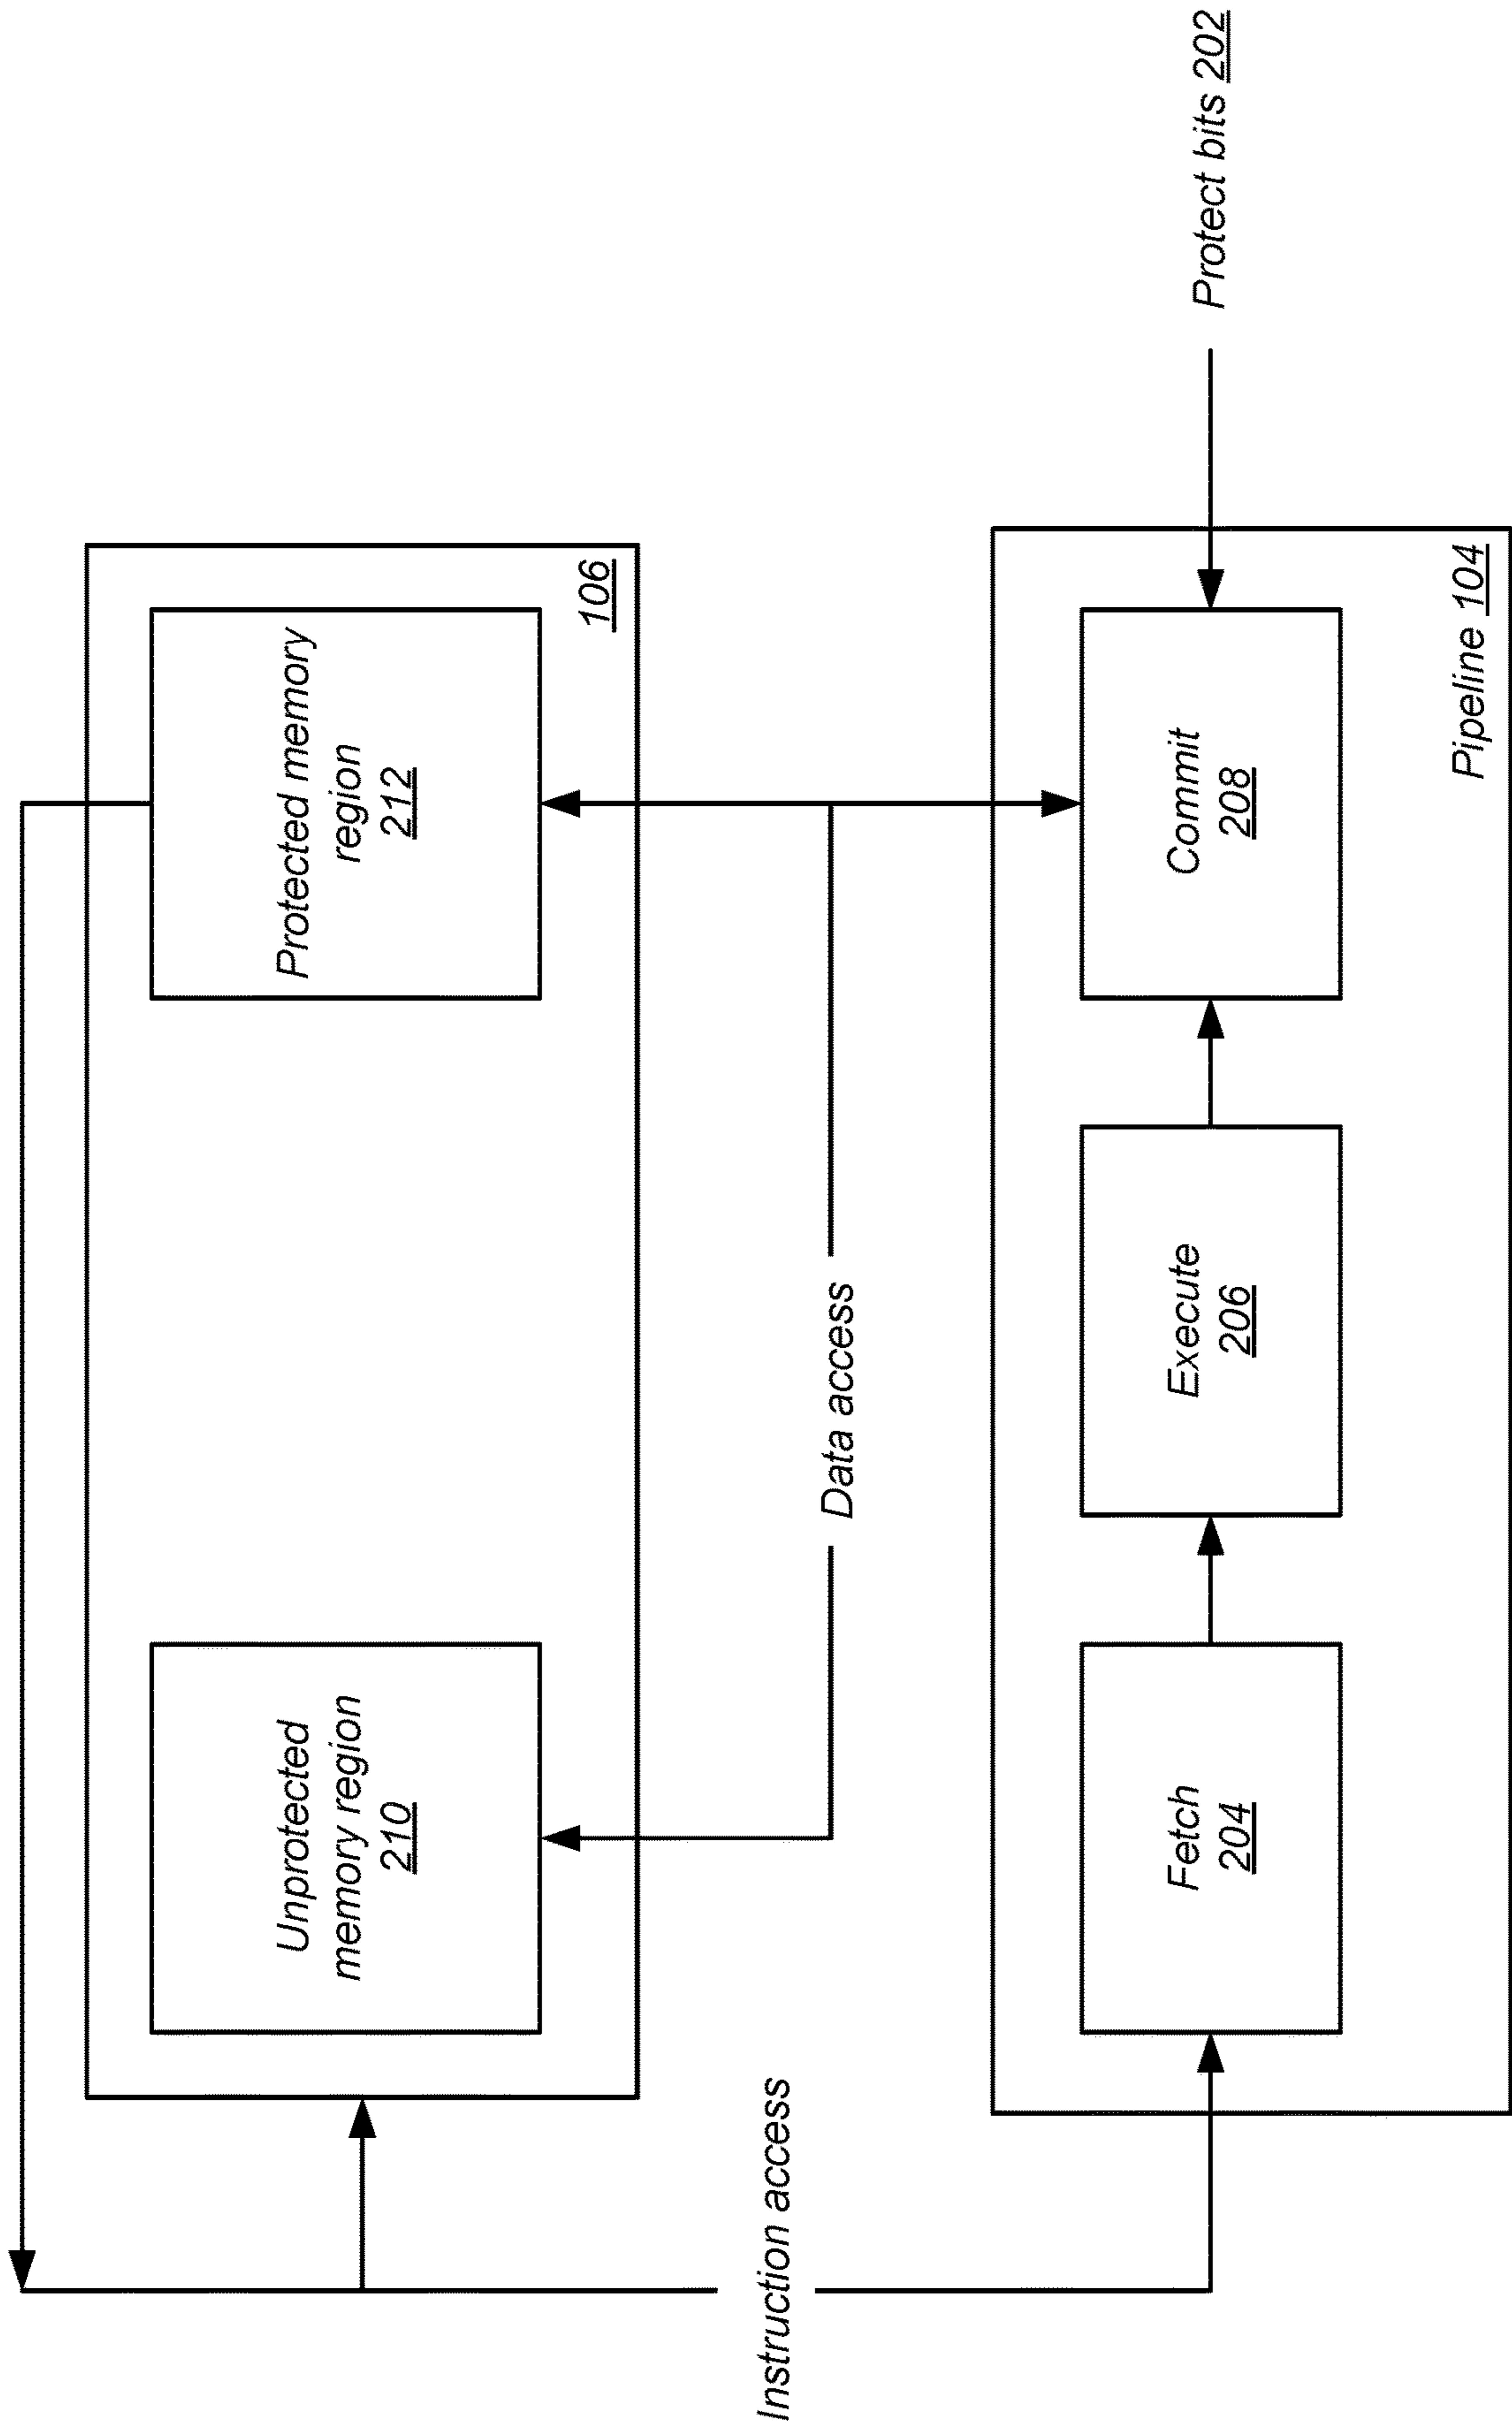 Unprotected
memory region
210
Protected memory
region
212
106
Data access
Instruction access
Fetch
204
Execute
206
Commit
208
Protect bits 202
Pipeline 104